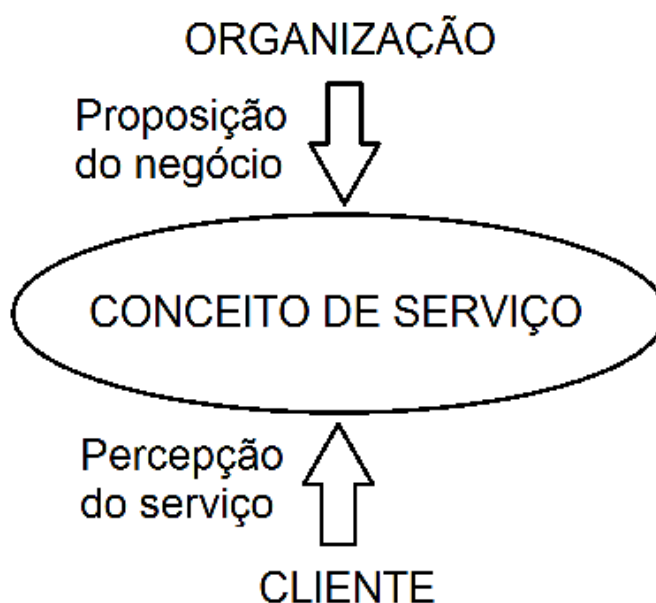 ORGANIZAÇÃO
Proposição
do negócio
CONCEITO DE SERVIÇO
Percepção
do serviço
CLIENTE